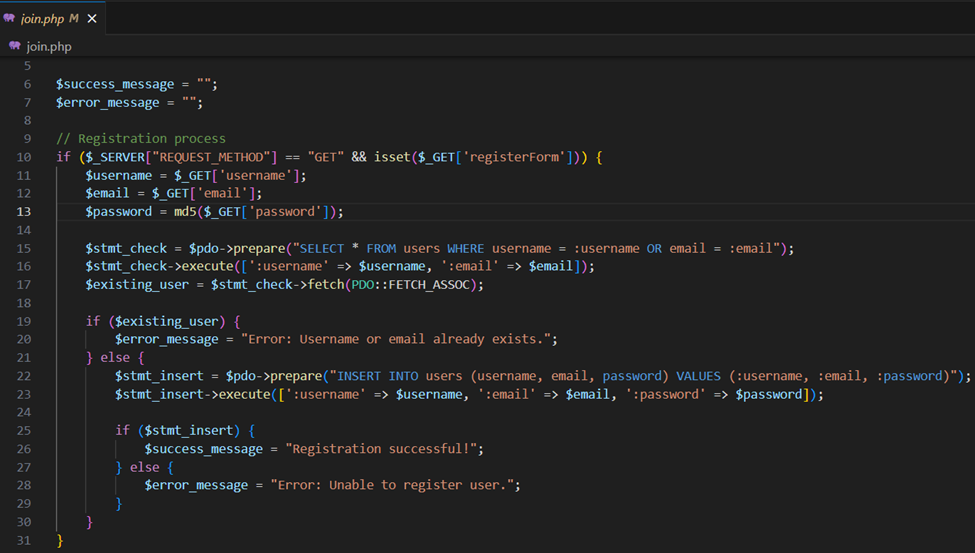 join.php M ×
join.php
5
6 $success_message = "";
7 $error_message = "";
8
9 // Registration process
10 if ($_SERVER["REQUEST_METHOD"] == "GET" && isset($_GET['registerForm'])) {
11 $username = $_GET['username'];
12 $email = $_GET['email'];
13 $password = md5($_GET['password']);
14
15 $stmt_check = $pdo->prepare("SELECT * FROM users WHERE username = :username OR email = :email");
16 $stmt_check->execute([':username' => $username, ':email' => $email]);
17 $existing_user = $stmt_check->fetch(PDO::FETCH_ASSOC);
18
19 if ($existing_user) {
20 $error_message = "Error: Username or email already exists.";
21 } else {
22 $stmt_insert = $pdo->prepare("INSERT INTO users (username, email, password) VALUES (:username, :email, :password)");
23 $stmt_insert->execute([':username' => $username, ':email' => $email, ':password' => $password]);
24
25 if ($stmt_insert) {
26 $success_message = "Registration successful!";
27 } else {
28 $error_message = "Error: Unable to register user.";
29 }
30 }
31 }